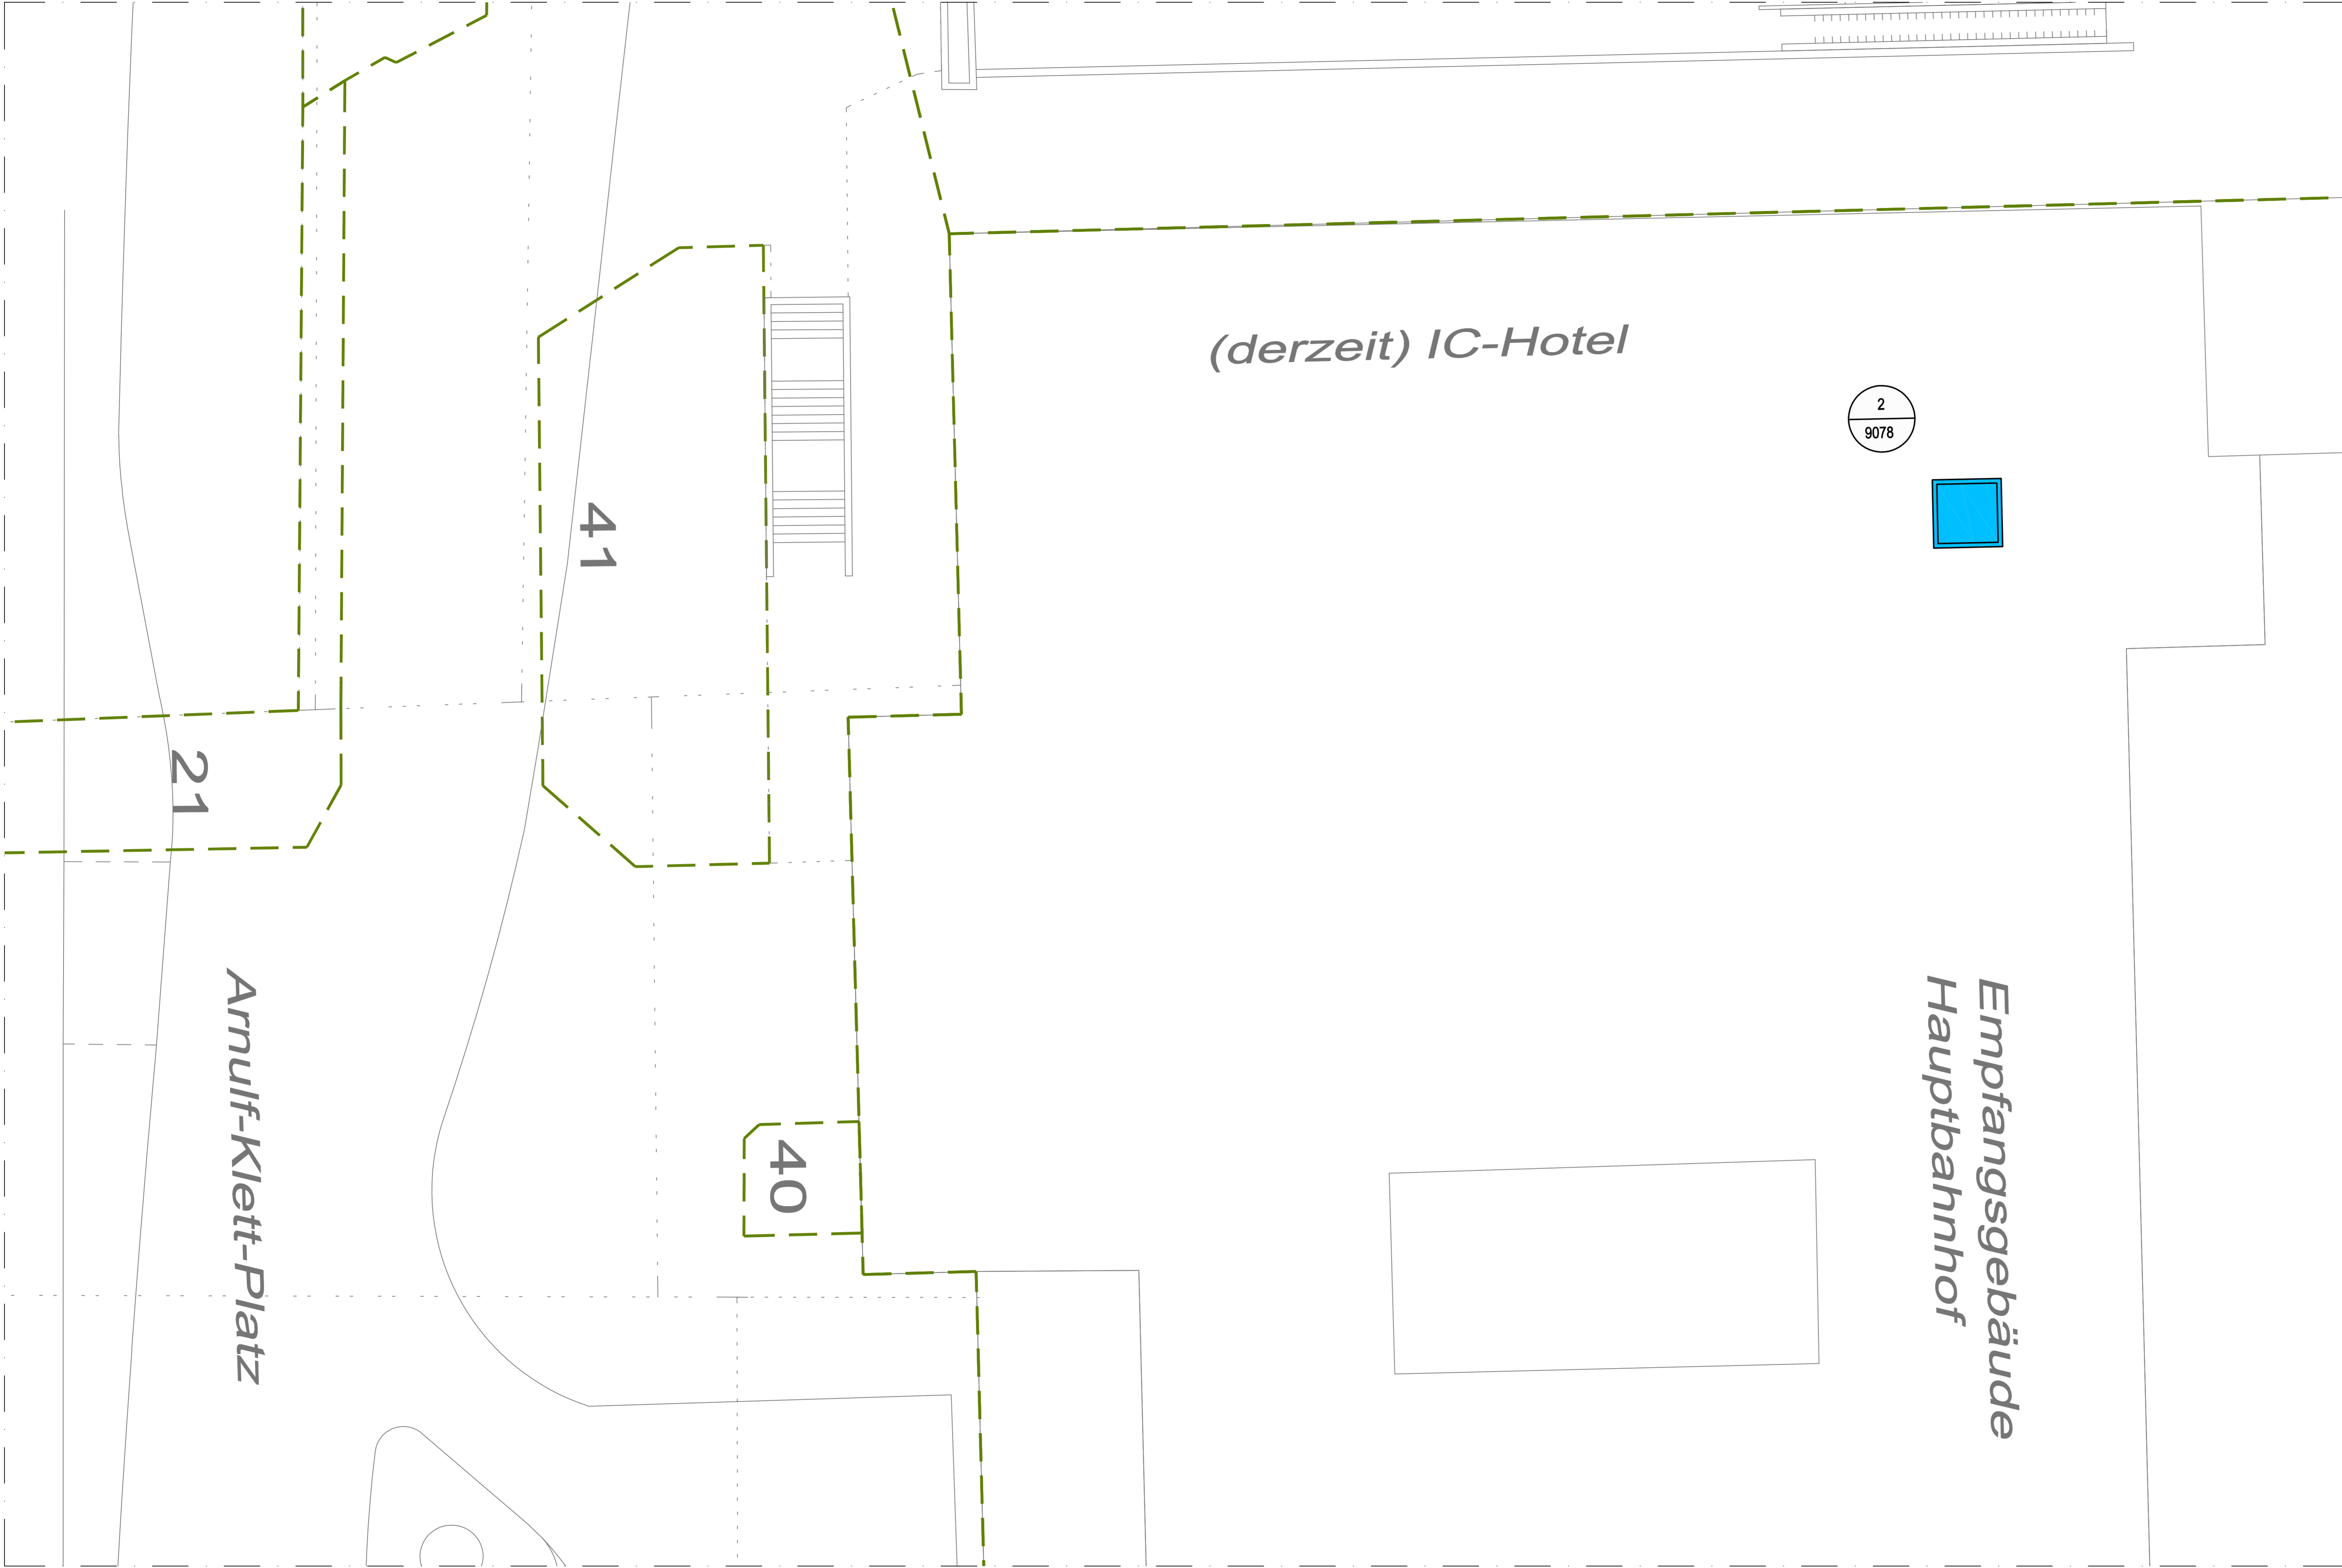 (derzeit) IC-Hotel
2
9078
41
21
Arnulf-Klett-Platz
40
Empfangsgebäude
Hauptbahnhof